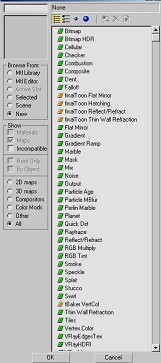 None
Browse From:
Mtl Library
Mtl Editor
Active Slot
Selected
Scene
New
Show
Materials
Maps
Incompatible
Root Only
By Object
2D maps
3D maps
Compositors
Color Mods
Other
All
Bitmap
Bitmap HDR
Cellular
Checker
Combustion
Composite
Dent
Falloff
finalToon Flat Mirror
finalToon Hatching
finalToon Reflect/Refract
finalToon Thin Wall Refraction
Flat Mirror
Gradient
Gradient Ramp
Marble
Mask
Mix
Noise
Output
Particle Age
Particle MBlur
Perlin Marble
Planet
Quick Dirt
Raytrace
Reflect/Refract
RGB Multiply
RGB Tint
Smoke
Speckle
Splat
Stucco
Swirl
tBaker VertCol
Thin Wall Refraction
Tiles
Vertex Color
VRayEdgesTex
VRayHDRI
OK
Cancel